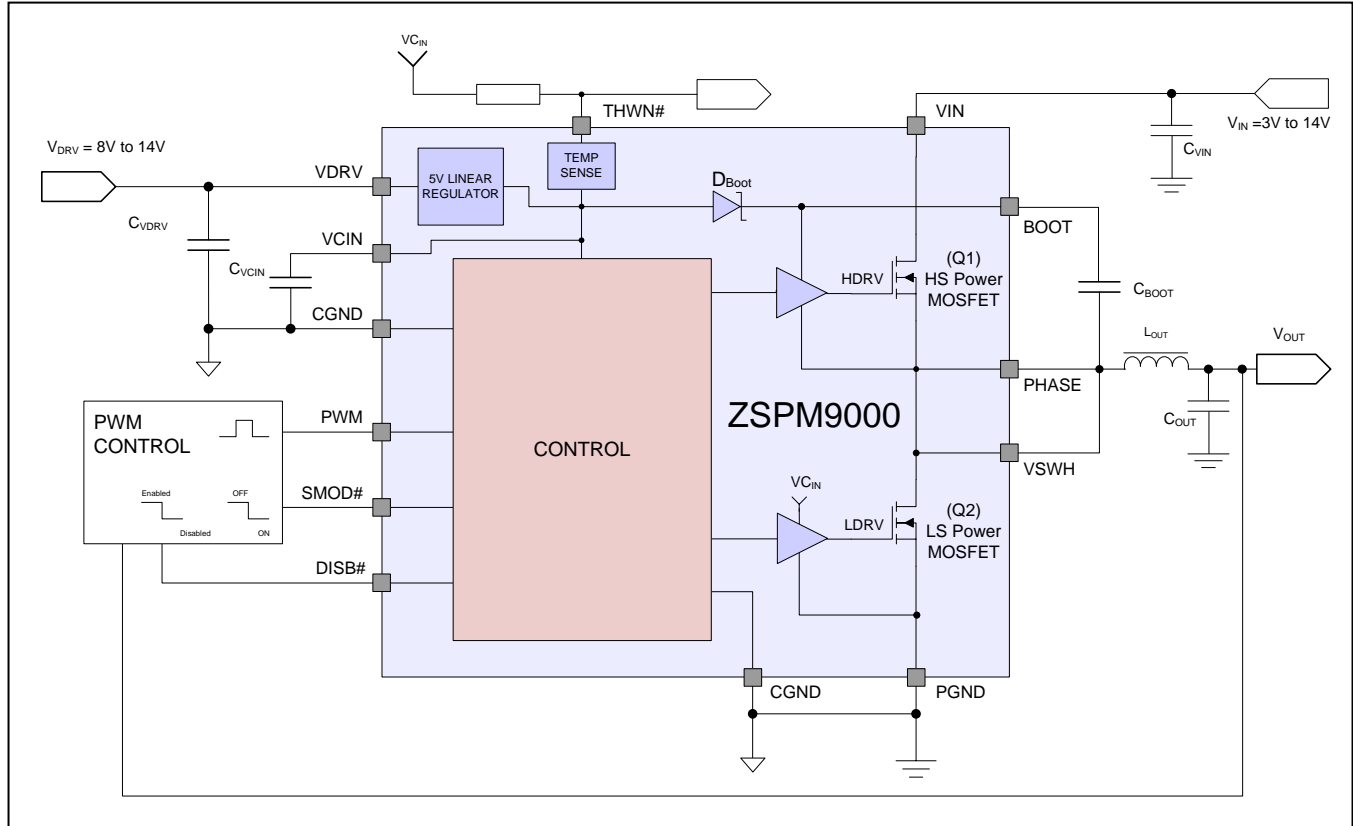 VC_IN
THWN#
VIN
V_IN =3V to 14V
C_VIN
V_DRV = 8V to 14V
VDRV
5V LINEAR
REGULATOR
TEMP
SENSE
D_Boot
BOOT
C_VDRV
VCIN
C_VCIN
CGND
HDRV
(Q1)
HS Power
MOSFET
C_BOOT
L_OUT
V_OUT
PHASE
C_OUT
ZSPM9000
PWM
CONTROL
PWM
CONTROL
VSWH
Enabled
Disabled
OFF
ON
SMOD#
DISB#
VC_IN
LDRV
(Q2)
LS Power
MOSFET
CGND
PGND